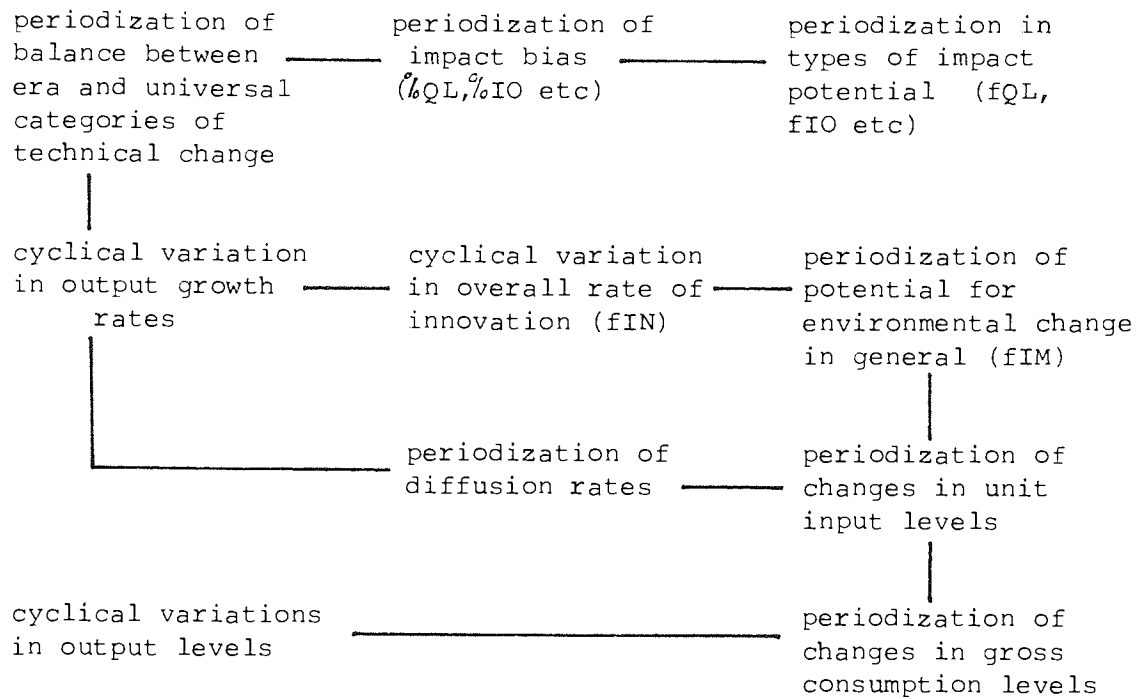 periodization of
balance between
era and universal
categories of
technical change
periodization of
impact bias
(%QL,%IO etc)
periodization in
types of impact
potential (fQL,
fIO etc)
cyclical variation
in output growth
rates
cyclical variation
in overall rate of
innovation (fIN)
periodization of
potential for
environmental change
in general (fIM)
periodization of
diffusion rates
periodization of
changes in unit
input levels
cyclical variations
in output levels
periodization of
changes in gross
consumption levels